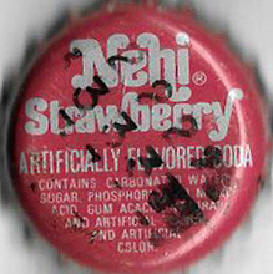 Nehi®
Strawberry
ARTIFICIALLY FLAVORED SODA
CONTAINS CARBONATED WATER
SUGAR, PHOSPHORIC
ACID, GUM ACACIA,
AND ARTIFICIAL
AND ARTIFICIAL
COLOR.